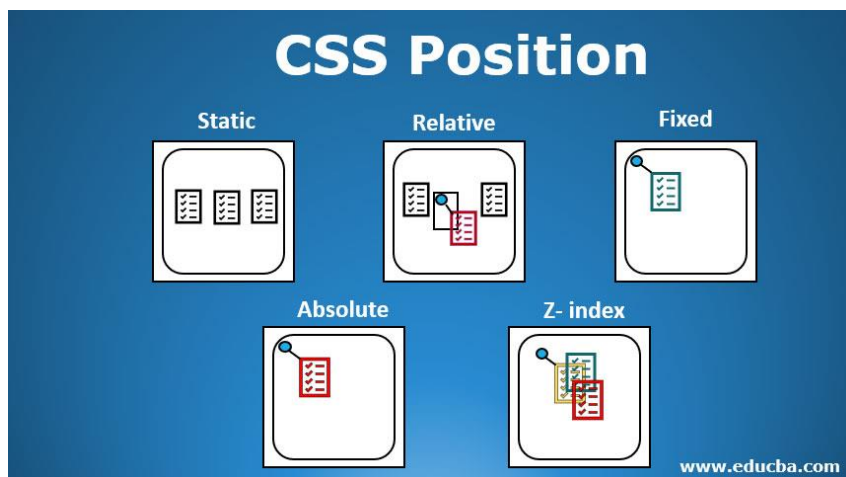 CSS Position
Static
Relative
Fixed
Absolute
Z- index
www.educba.com